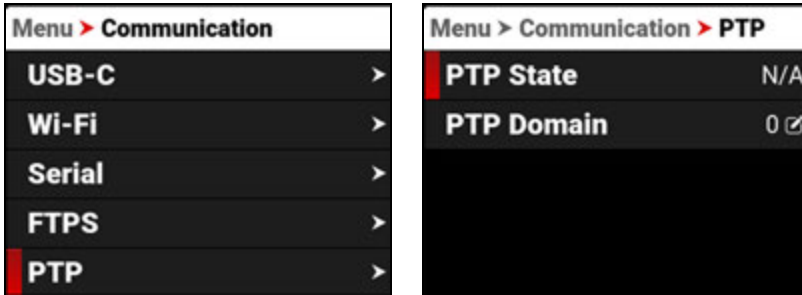 Menu ➤ Communication
USB-C
Wi-Fi
Serial
FTPS
PTP
Menu ➤ Communication ➤ PTP
PTP State N/A
PTP Domain 0